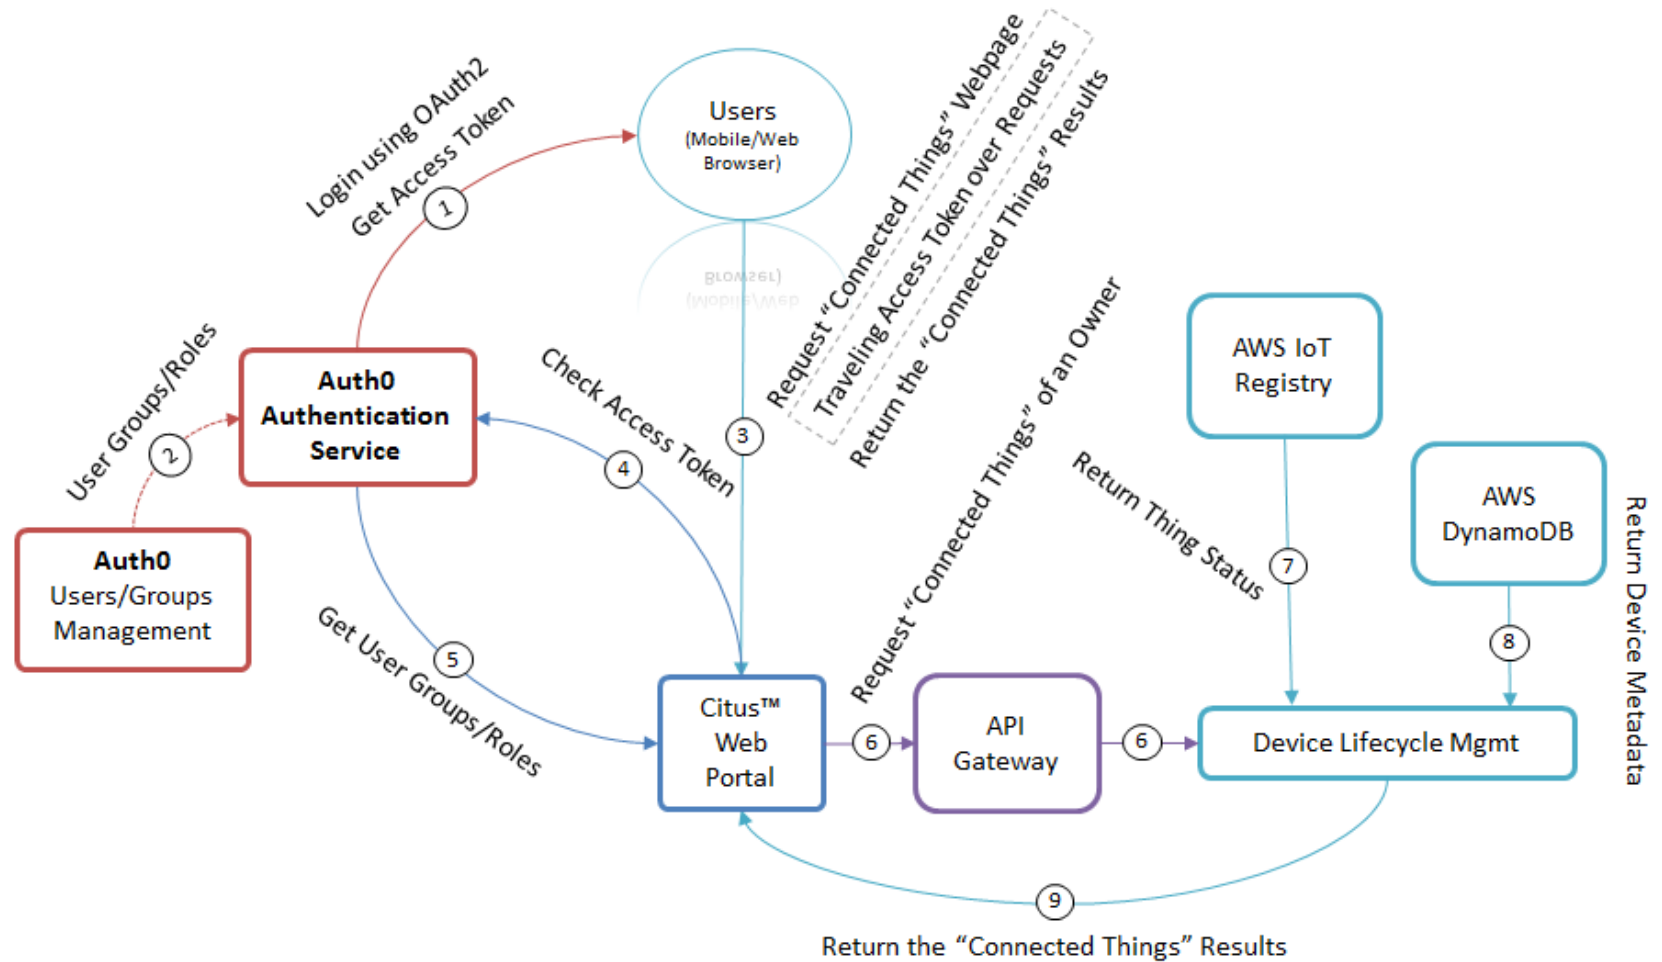 Login using OAuth2
Get Access Token
1
Users
(Mobile/Web
Browser)
Browser)
(Mobile/Web
Request “Connected Things” Webpage
Traveling Access Token over Requests
Return the “Connected Things” Results
User Groups/Roles
2
Auth0
Authentication
Service
Auth0
Users/Groups
Management
Check Access Token
4
3
Get User Groups/Roles
5
Request “Connected Things” of an Owner
Citus™
Web
Portal
6
API
Gateway
6
AWS IoT
Registry
Return Thing Status
7
AWS
DynamoDB
8
Return Device Metadata
Device Lifecycle Mgmt
9
Return the “Connected Things” Results